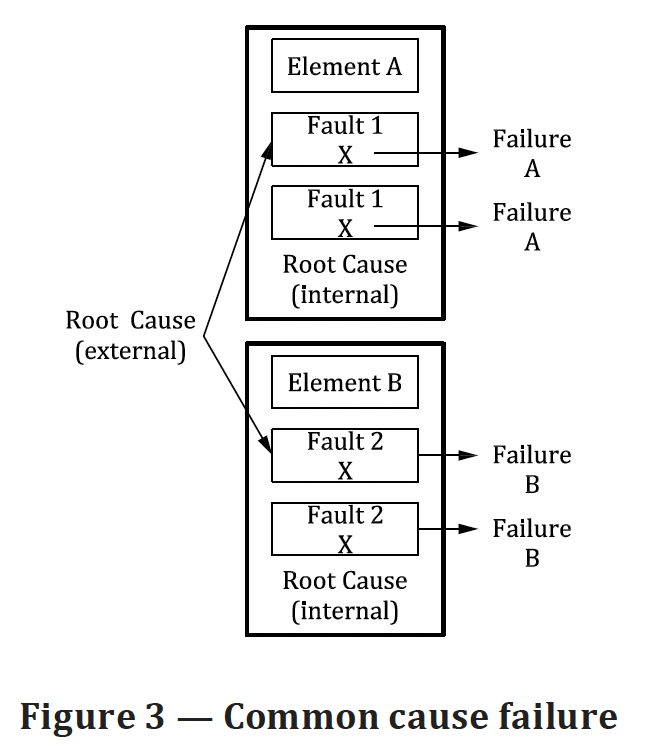 Element A
Fault 1
X
Failure
A
Fault 1
X
Failure
A
Root Cause
(internal)
Root Cause
(external)
Element B
Fault 2
X
Failure
B
Fault 2
X
Failure
B
Root Cause
(internal)
Figure 3 — Common cause failure